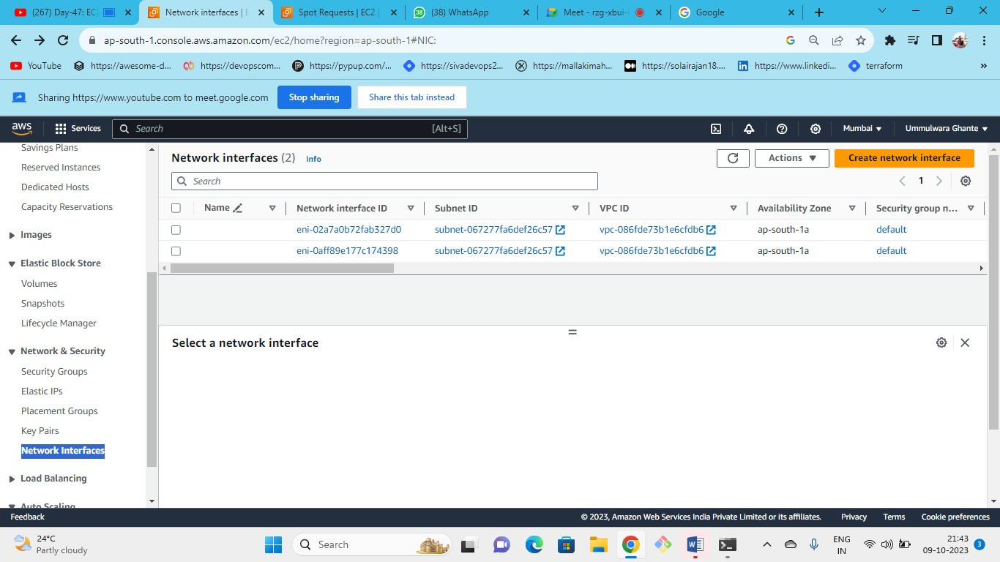 (267) Day-47: EC2
Network interfaces | E
Spot Requests | EC2 |
38
(38) WhatsApp
Meet - rzg-xbui-
Google
ap-south-1.console.aws.amazon.com/ec2/home?region=ap-south-1#NIC:
YouTube
https://awesome-d...
https://devopscom...
https://pypup.com/...
https://sivadevops2...
https://mallakimah...
https://solairajan18....
https://www.linkedi...
terraform
»
Sharing https://www.youtube.com to meet.google.com
Stop sharing
Share this tab instead
aws
Services
Search
[Alt+S]
Mumbai
Ummulwara Ghante
Savings Plans
Reserved Instances
Dedicated Hosts
Capacity Reservations
Images
Elastic Block Store
Volumes
Snapshots
Lifecycle Manager
Network & Security
Security Groups
Elastic IPs
Placement Groups
Key Pairs
Network Interfaces
Load Balancing
Auto Scaling
Network interfaces (2) Info
Actions
Create network interface
Search
1
Name Network interface ID Subnet ID VPC ID Availability Zone Security group n...
eni-02a7a0b72fab327d0 subnet-067277fa6def26c57 vpc-086fde73b1e6cfdb6 ap-south-1a default
eni-0aff89e177c174398 subnet-067277fa6def26c57 vpc-086fde73b1e6cfdb6 ap-south-1a default
Select a network interface
Feedback
© 2023, Amazon Web Services India Private Limited or its affiliates.
Privacy
Terms
Cookie preferences
24°C
Partly cloudy
Search
ENG
IN
21:43
09-10-2023
3